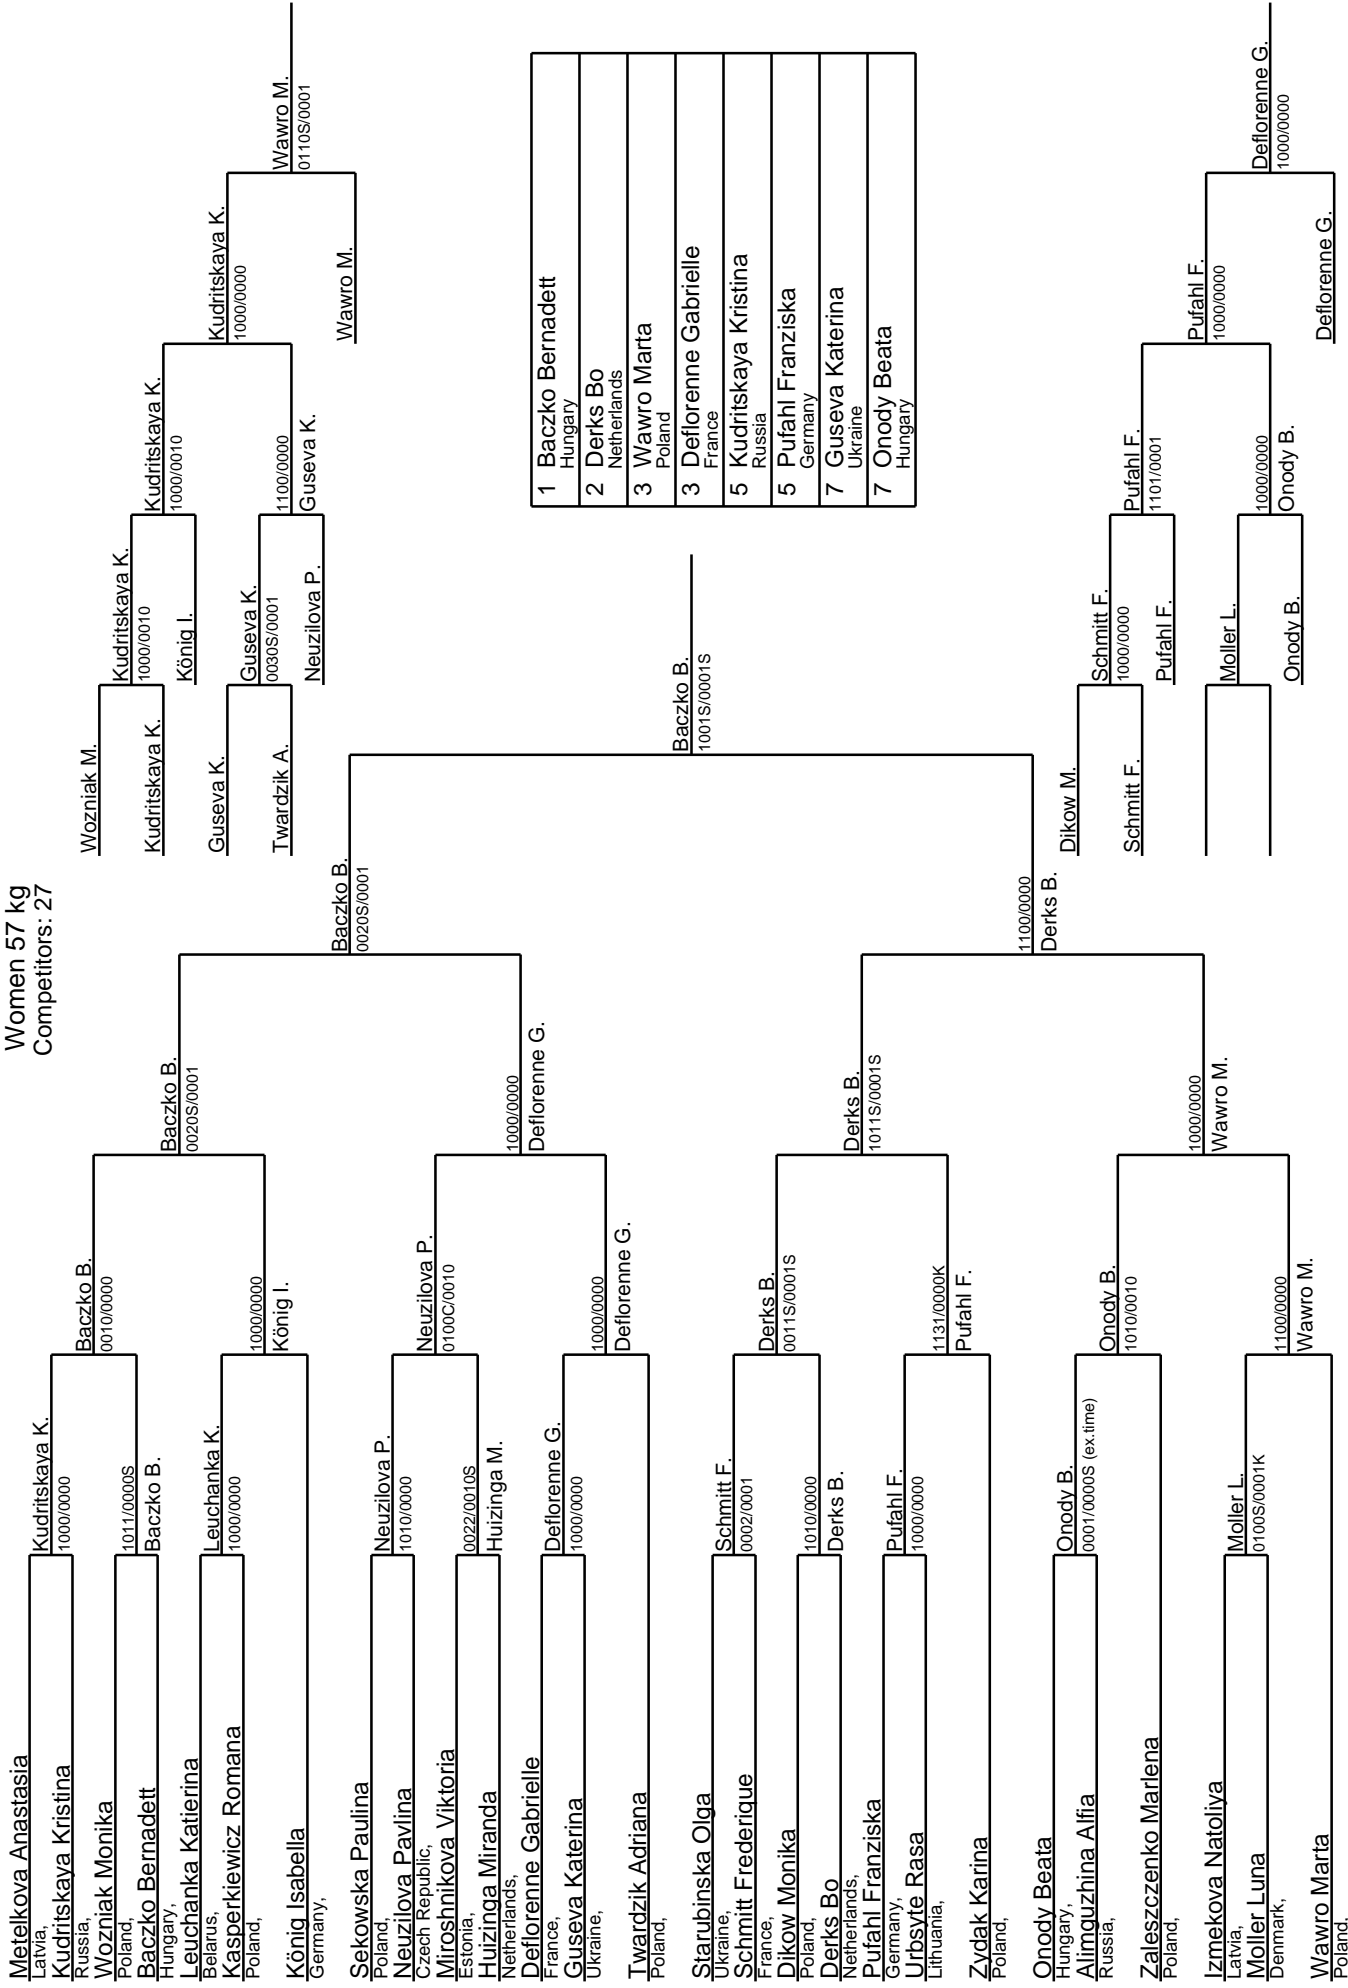 Women 57 kg
Competitors: 27
Metelkova Anastasia
Latvia,
Kudritskaya Kristina
Russia,
Wozniak Monika
Poland,
Baczko Bernadett
Hungary,
Leuchanka Katierina
Belarus,
Kasperkiewicz Romana
Poland,
König Isabella
Germany,
Sekowska Paulina
Poland,
Neuzilova Pavlina
Czech Republic,
Miroshnikova Viktoria
Estonia,
Huizinga Miranda
Netherlands,
Deflorenne Gabrielle
France,
Guseva Katerina
Ukraine,
Twardzik Adriana
Poland,
Starubinska Olga
Ukraine,
Schmitt Frederique
France,
Dikow Monika
Poland,
Derks Bo
Netherlands,
Pufahl Franziska
Germany,
Urbsyte Rasa
Lithuania,
Zydak Karina
Poland,
Onody Beata
Hungary,
Alimguzhina Alfia
Russia,
Zaleszczenko Marlena
Poland,
Izmekova Natoliya
Latvia,
Moller Luna
Denmark,
Wawro Marta
Poland,
Kudritskaya K.
1000/0000
1011/0000S
Baczko B.
Leuchanka K.
1000/0000
Neuzilova P.
1010/0000
0022/0010S
Huizinga M.
Deflorenne G.
1000/0000
Schmitt F.
0002/0001
1010/0000
Derks B.
Pufahl F.
1000/0000
Onody B.
0001/0000S (ex.time)
Moller L.
0100S/0001K
Baczko B.
0010/0000
1000/0000
König I.
Neuzilova P.
0100C/0010
1000/0000
Deflorenne G.
Derks B.
0011S/0001S
1131/0000K
Pufahl F.
Onody B.
1010/0010
1100/0000
Wawro M.
Baczko B.
0020S/0001
1000/0000
Deflorenne G.
Derks B.
1011S/0001S
1000/0000
Wawro M.
Baczko B.
0020S/0001
1100/0000
Derks B.
Baczko B.
1001S/0001S
Wozniak M.
Kudritskaya K.
Guseva K.
Twardzik A.
Kudritskaya K.
1000/0010
König I.
Guseva K.
0030S/0001
Neuzilova P.
Kudritskaya K.
1000/0010
1100/0000
Guseva K.
Kudritskaya K.
1000/0000
Wawro M.
Wawro M.
0110S/0001
Dikow M.
Schmitt F.
Schmitt F.
1000/0000
Pufahl F.
Moller L.
Onody B.
Pufahl F.
1101/0001
1000/0000
Onody B.
Pufahl F.
1000/0000
Deflorenne G.
Deflorenne G.
1000/0000
1 Baczko Bernadett
Hungary
2 Derks Bo
Netherlands
3 Wawro Marta
Poland
3 Deflorenne Gabrielle
France
5 Kudritskaya Kristina
Russia
5 Pufahl Franziska
Germany
7 Guseva Katerina
Ukraine
7 Onody Beata
Hungary